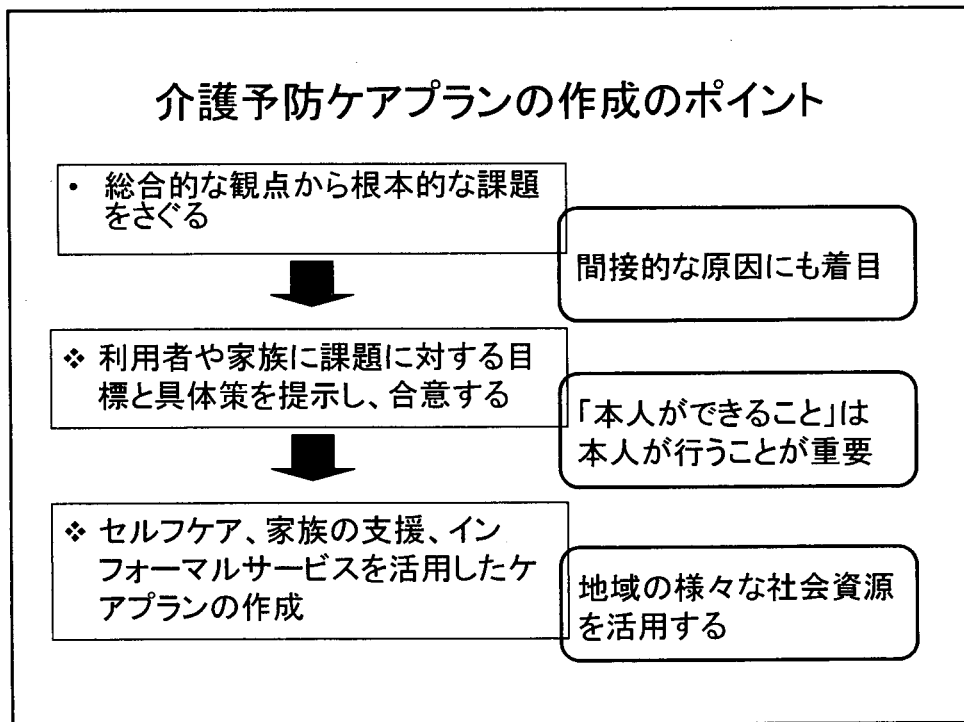 介護予防ケアプランの作成のポイント
• 総合的な観点から根本的な課題
をさぐる
間接的な原因にも着目
❖ 利用者や家族に課題に対する目
標と具体策を提示し、合意する
「本人ができること」は
本人が行うことが重要
❖ セルフケア、家族の支援、イン
フォーマルサービスを活用したケ
アプランの作成
地域の様々な社会資源
を活用する